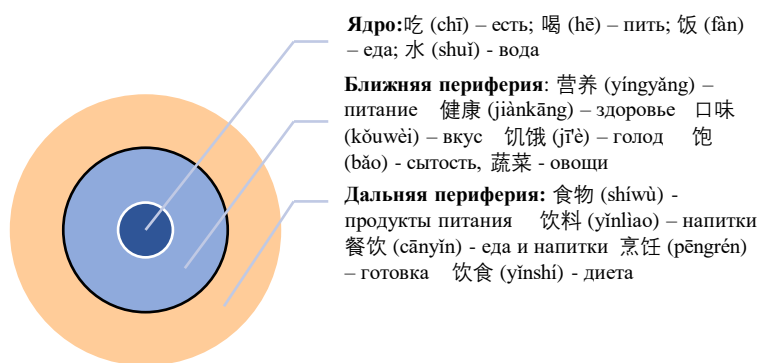 Ядро:吃 (chī) – есть; 喝 (hē) – пить; 饭 (fàn)
– еда; 水 (shuǐ) - вода
Ближняя периферия: 营养 (yíngyǎng) –
питание 健康 (jiànkāng) – здоровье 口味
(kǒuwèi) – вкус 饥饿 (jī'è) – голод 饱
(bǎo) - сытость, 蔬菜 - овощи
Дальняя периферия: 食物 (shíwù) -
продукты питания 饮料 (yǐnlìao) – напитки
餐饮 (cānyǐn) - еда и напитки 烹饪 (pēngrén)
– готовка 饮食 (yǐnshí) - диета